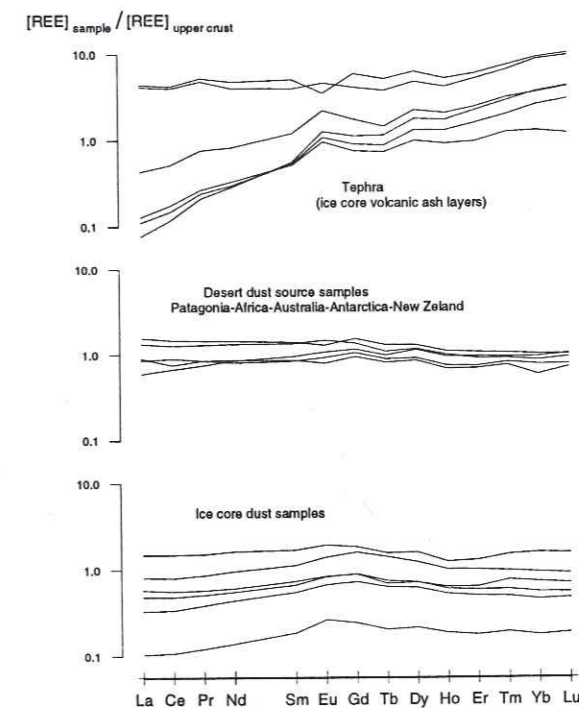 [REE] sample / [REE] upper crust
10.0
1.0
0.1
Tephra
(ice core volcanic ash layers)
10.0
1.0
0.1
Desert dust source samples
Patagonia-Africa-Australia-Antarctica-New Zeland
10.0
1.0
0.1
Ice core dust samples
La Ce Pr Nd Sm Eu Gd Tb Dy Ho Er Tm Yb Lu